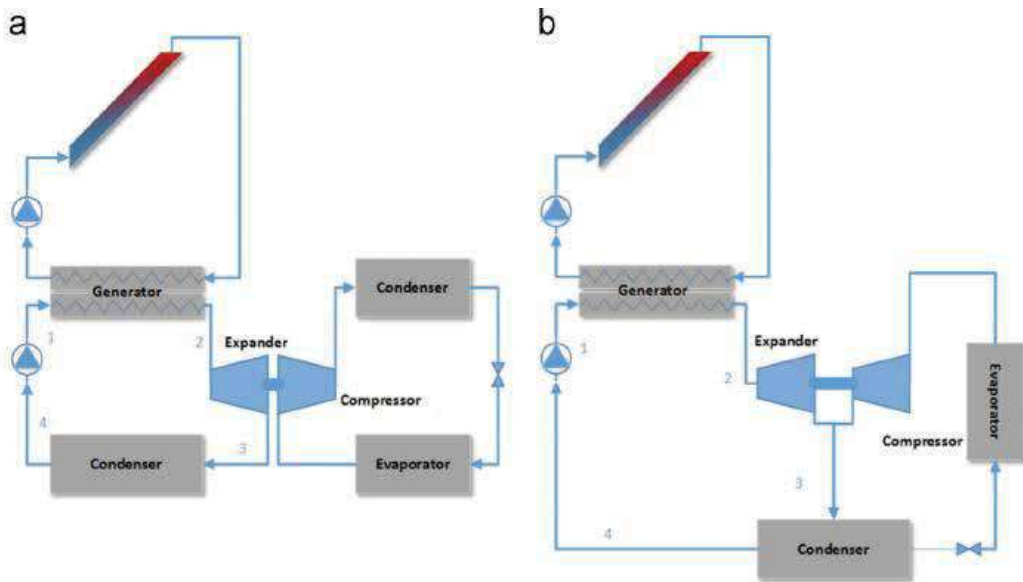 a
Generator
Condenser
1
2
Expander
Compressor
4
3
Condenser
Evaporator
b
Generator
1
Expander
2
Evaporator
Compressor
3
4
Condenser